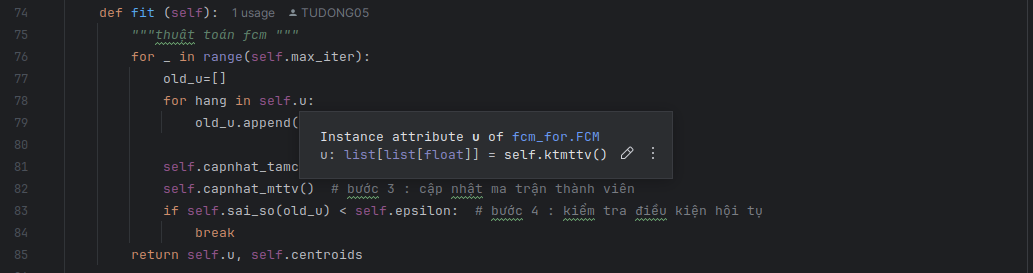 74 def fit (self): 1 usage TUDONG05
75 """thuật toán fcm """
76 for _ in range(self.max_iter):
77 old_u=[]
78 for hang in self.u:
79 old_u.append(
Instance attribute u of fcm_for.FCM
80
u: list[list[float]] = self.ktmttv()
81 self.capnhat_tamc
82 self.capnhat_mttv() # bước 3 : cập nhật ma trận thành viên
83 if self.sai_so(old_u) < self.epsilon: # bước 4 : kiểm tra điều kiện hội tụ
84 break
85 return self.u, self.centroids